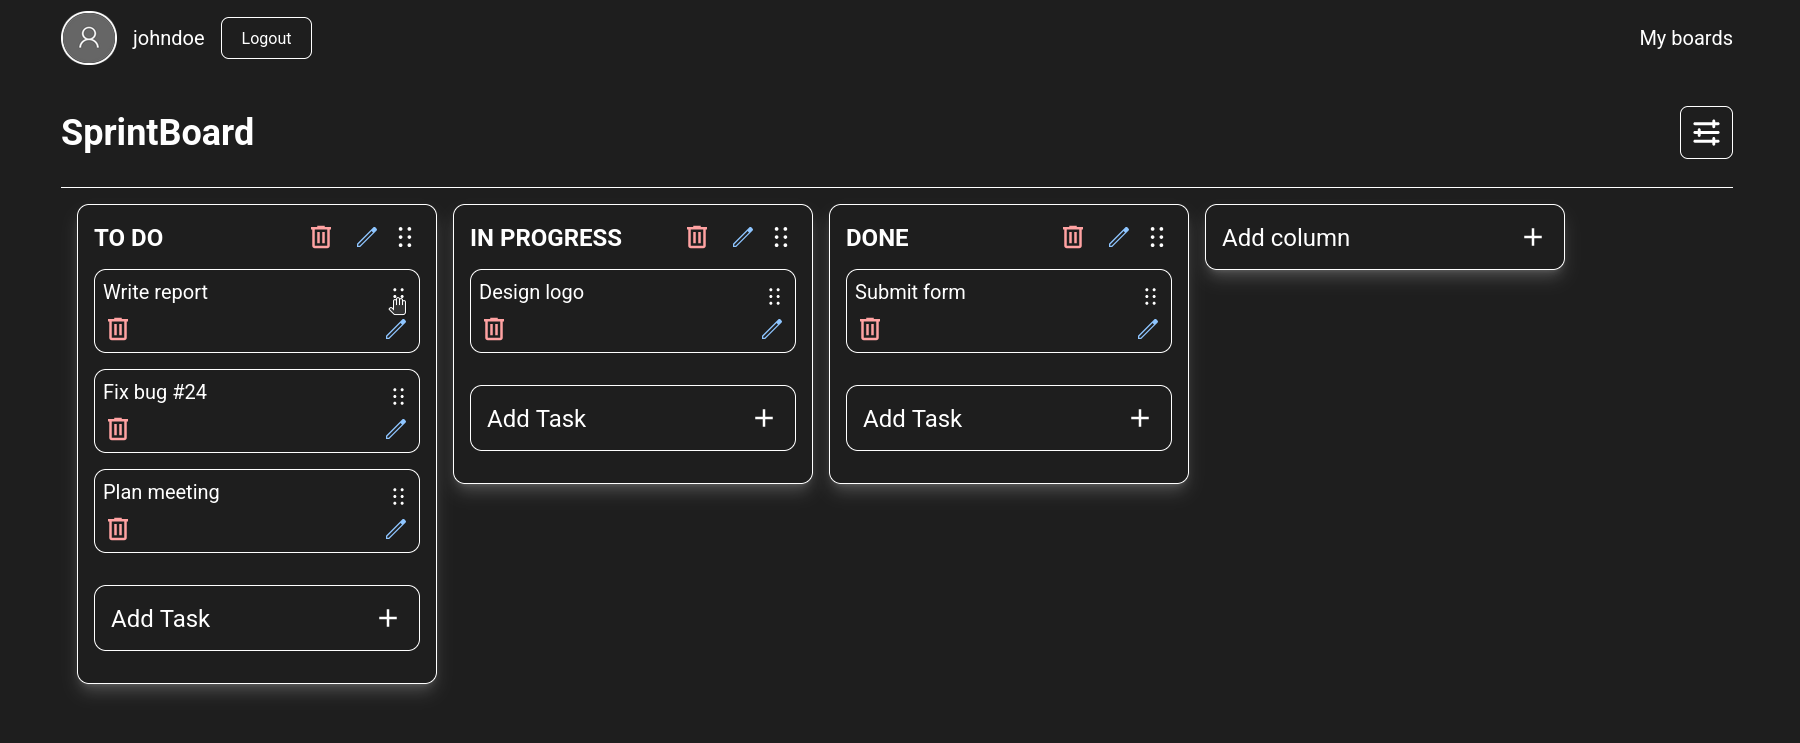 johndoe
Logout
My boards
SprintBoard
TO DO
Write report
Fix bug #24
Plan meeting
Add Task
IN PROGRESS
Design logo
Add Task
DONE
Submit form
Add Task
Add column